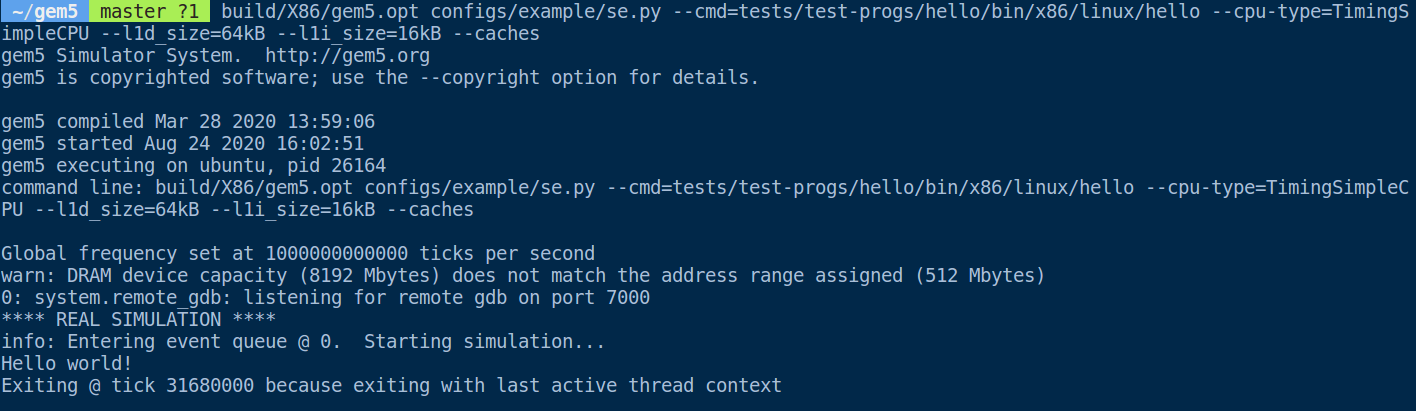 ~/gem5  master ?1  build/X86/gem5.opt configs/example/se.py --cmd=tests/test-progs/hello/bin/x86/linux/hello --cpu-type=TimingS
impleCPU --l1d_size=64kB --l1i_size=16kB --caches
gem5 Simulator System.  http://gem5.org
gem5 is copyrighted software; use the --copyright option for details.

gem5 compiled Mar 28 2020 13:59:06
gem5 started Aug 24 2020 16:02:51
gem5 executing on ubuntu, pid 26164
command line: build/X86/gem5.opt configs/example/se.py --cmd=tests/test-progs/hello/bin/x86/linux/hello --cpu-type=TimingSimpleC
PU --l1d_size=64kB --l1i_size=16kB --caches

Global frequency set at 1000000000000 ticks per second
warn: DRAM device capacity (8192 Mbytes) does not match the address range assigned (512 Mbytes)
0: system.remote_gdb: listening for remote gdb on port 7000
**** REAL SIMULATION ****
info: Entering event queue @ 0.  Starting simulation...
Hello world!
Exiting @ tick 31680000 because exiting with last active thread context